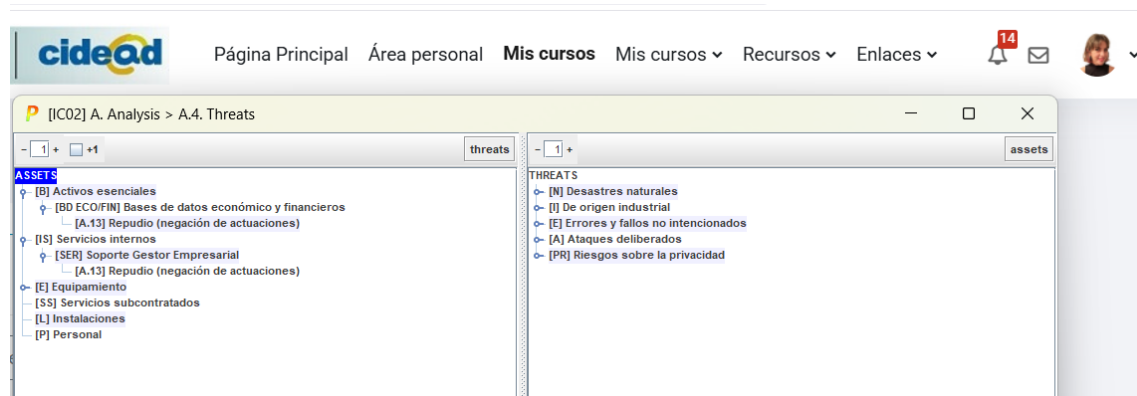 cidead Página Principal Área personal Mis cursos Mis cursos Recursos Enlaces 14
P [IC02] A. Analysis > A.4. Threats
- 1 + +1 threats
- 1 + assets
ASSETS
[B] Activos esenciales
[BD ECO/FIN] Bases de datos económico y financieros
[A.13] Repudio (negación de actuaciones)
[IS] Servicios internos
[SER] Soporte Gestor Empresarial
[A.13] Repudio (negación de actuaciones)
[E] Equipamiento
[SS] Servicios subcontratados
[L] Instalaciones
[P] Personal
THREATS
[N] Desastres naturales
[I] De origen industrial
[E] Errores y fallos no intencionados
[A] Ataques deliberados
[PR] Riesgos sobre la privacidad